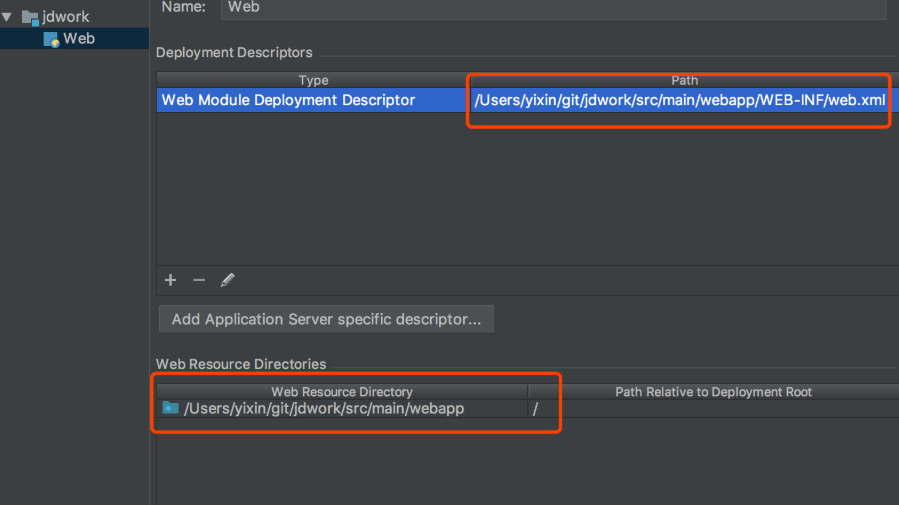 jdwork
Web
Name: Web
Deployment Descriptors
Type Path
Web Module Deployment Descriptor /Users/yixin/git/jdwork/src/main/webapp/WEB-INF/web.xml
Add Application Server specific descriptor...
Web Resource Directories
Web Resource Directory Path Relative to Deployment Root
/Users/yixin/git/jdwork/src/main/webapp /